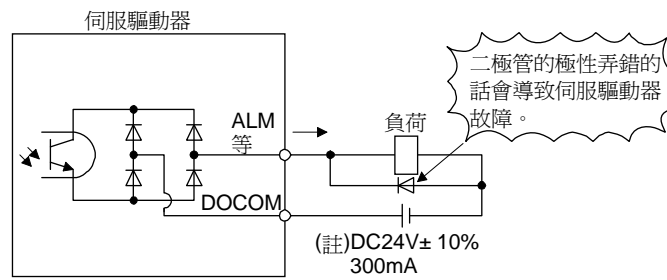 伺服驅動器
二極管的極性弄錯的
話會導致伺服驅動器
故障。
ALM
等
負荷
DOCOM
(註)DC24V± 10%
300mA